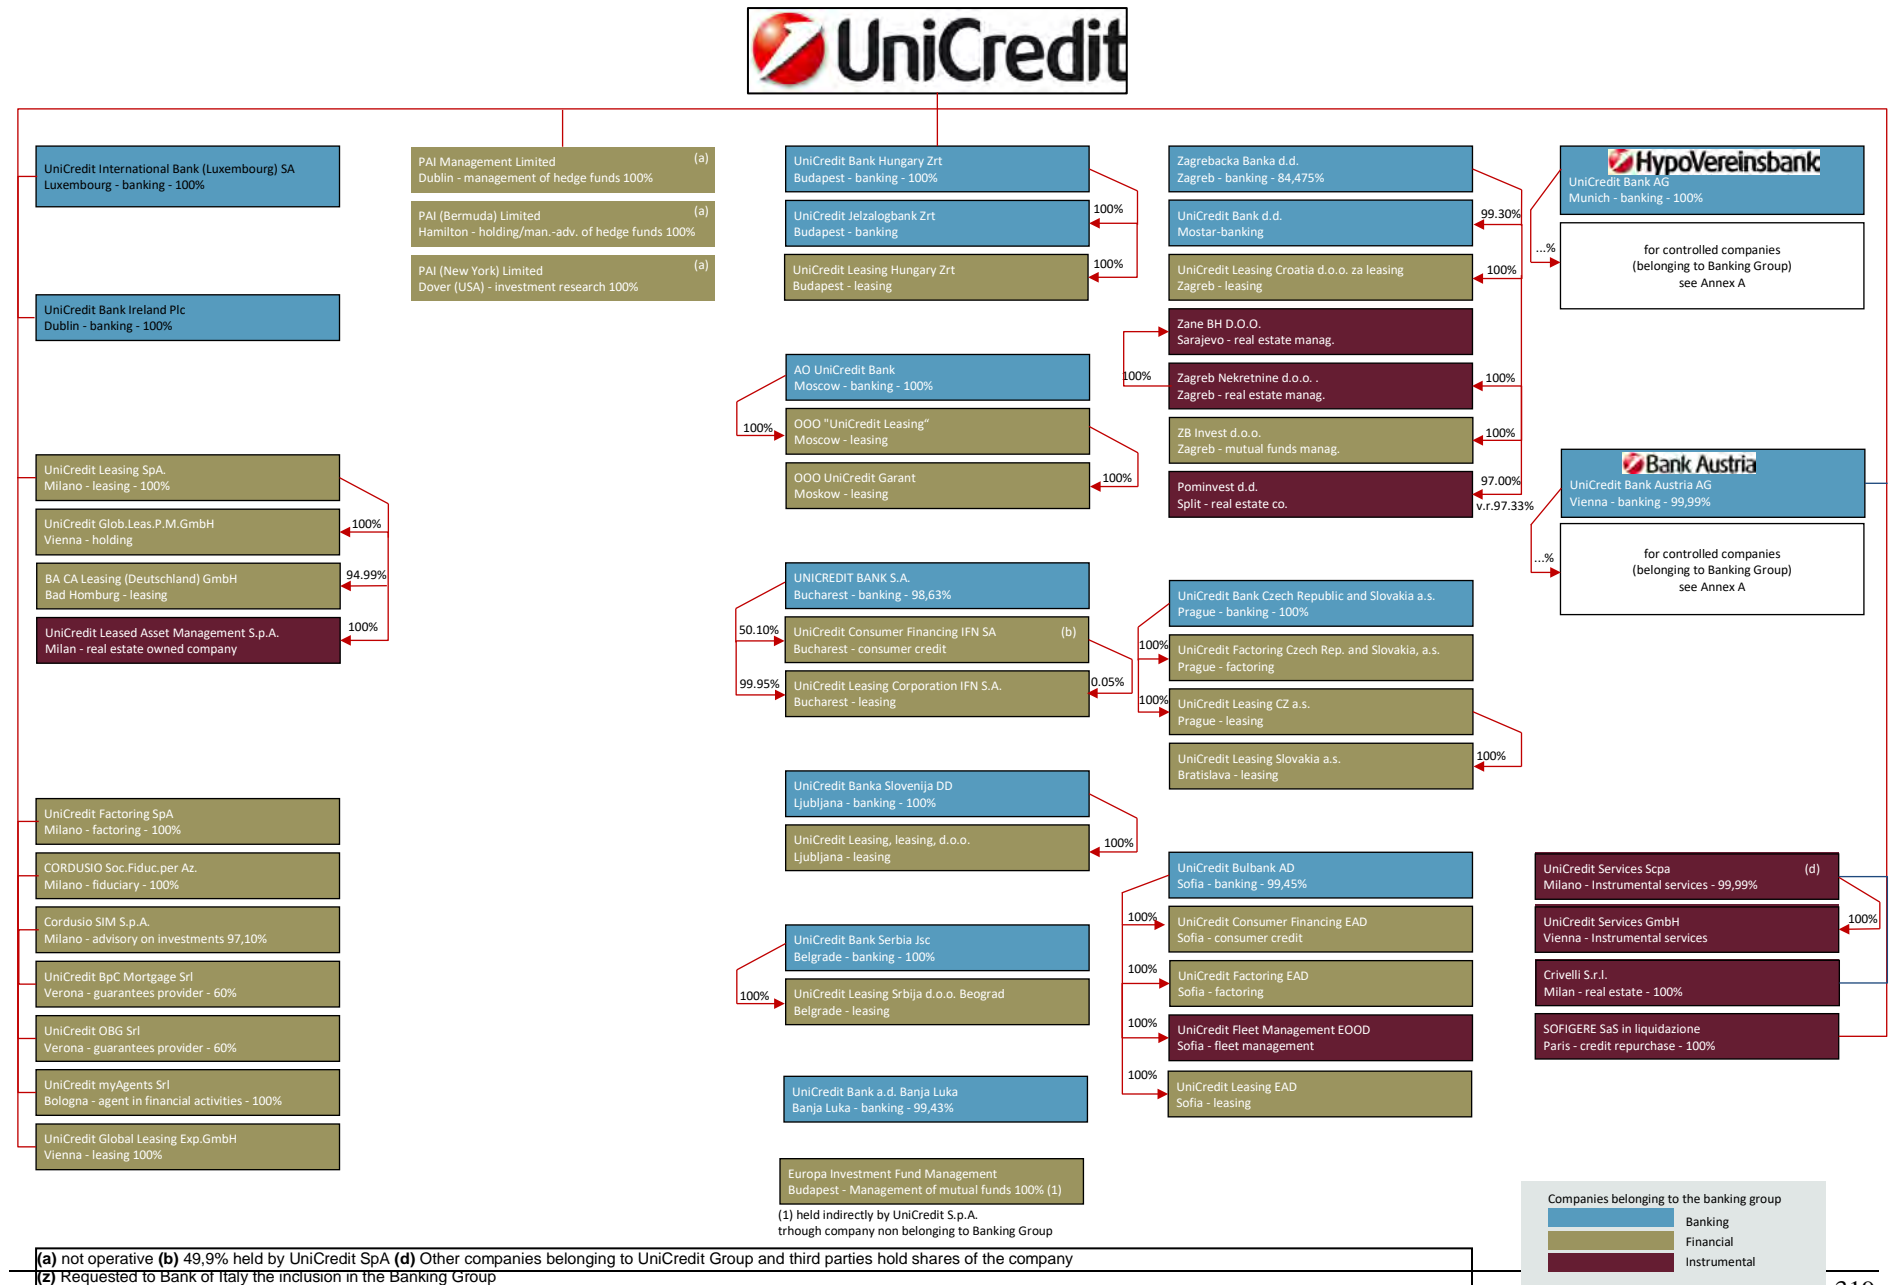 UniCredit
UniCredit International Bank (Luxembourg) SA
Luxembourg - banking - 100%
UniCredit Bank Ireland Plc
Dublin - banking - 100%
UniCredit Leasing SpA.
Milano - leasing - 100%
UniCredit Glob.Leas.P.M.GmbH
Vienna - holding
100%
BA CA Leasing (Deutschland) GmbH
Bad Homburg - leasing
94.99%
UniCredit Leased Asset Management S.p.A.
Milan - real estate owned company
100%
UniCredit Factoring SpA
Milano - factoring - 100%
CORDUSIO Soc.Fiduc.per Az.
Milano - fiduciary - 100%
Cordusio SIM S.p.A.
Milano - advisory on investments 97,10%
UniCredit BpC Mortgage Srl
Verona - guarantees provider - 60%
UniCredit OBG Srl
Verona - guarantees provider - 60%
UniCredit myAgents Srl
Bologna - agent in financial activities - 100%
UniCredit Global Leasing Exp.GmbH
Vienna - leasing 100%
PAI Management Limited (a)
Dublin - management of hedge funds 100%
PAI (Bermuda) Limited (a)
Hamilton - holding/man.-adv. of hedge funds 100%
PAI (New York) Limited (a)
Dover (USA) - investment research 100%
UniCredit Bank Hungary Zrt
Budapest - banking - 100%
UniCredit Jelzalogbank Zrt
Budapest - banking
100%
UniCredit Leasing Hungary Zrt
Budapest - leasing
100%
AO UniCredit Bank
Moscow - banking - 100%
100%
OOO "UniCredit Leasing“
Moscow - leasing
OOO UniCredit Garant
Moskow - leasing
100%
UNICREDIT BANK S.A.
Bucharest - banking - 98,63%
50.10%
UniCredit Consumer Financing IFN SA (b)
Bucharest - consumer credit
99.95%
UniCredit Leasing Corporation IFN S.A.
Bucharest - leasing
0.05%
UniCredit Banka Slovenija DD
Ljubljana - banking - 100%
UniCredit Leasing, leasing, d.o.o.
Ljubljana - leasing
100%
UniCredit Bank Serbia Jsc
Belgrade - banking - 100%
100%
UniCredit Leasing Srbija d.o.o. Beograd
Belgrade - leasing
UniCredit Bank a.d. Banja Luka
Banja Luka - banking - 99,43%
Europa Investment Fund Management
Budapest - Management of mutual funds 100% (1)
(1) held indirectly by UniCredit S.p.A.
trhough company non belonging to Banking Group
Zagrebacka Banka d.d.
Zagreb - banking - 84,475%
UniCredit Bank d.d.
Mostar-banking
99.30%
UniCredit Leasing Croatia d.o.o. za leasing
Zagreb - leasing
100%
Zane BH D.O.O.
Sarajevo - real estate manag.
100%
Zagreb Nekretnine d.o.o. .
Zagreb - real estate manag.
100%
ZB Invest d.o.o.
Zagreb - mutual funds manag.
100%
Pominvest d.d.
Split - real estate co.
97.00%
v.r.97.33%
UniCredit Bank Czech Republic and Slovakia a.s.
Prague - banking - 100%
100%
UniCredit Factoring Czech Rep. and Slovakia, a.s.
Prague - factoring
100%
UniCredit Leasing CZ a.s.
Prague - leasing
UniCredit Leasing Slovakia a.s.
Bratislava - leasing
100%
UniCredit Bulbank AD
Sofia - banking - 99,45%
100%
UniCredit Consumer Financing EAD
Sofia - consumer credit
100%
UniCredit Factoring EAD
Sofia - factoring
100%
UniCredit Fleet Management EOOD
Sofia - fleet management
100%
UniCredit Leasing EAD
Sofia - leasing
HypoVereinsbank
UniCredit Bank AG
Munich - banking - 100%
...%
for controlled companies
(belonging to Banking Group)
see Annex A
Bank Austria
UniCredit Bank Austria AG
Vienna - banking - 99,99%
...%
for controlled companies
(belonging to Banking Group)
see Annex A
UniCredit Services Scpa (d)
Milano - Instrumental services - 99,99%
UniCredit Services GmbH
Vienna - Instrumental services
100%
Crivelli S.r.l.
Milan - real estate - 100%
SOFIGERE SaS in liquidazione
Paris - credit repurchase - 100%
Companies belonging to the banking group
Banking
Financial
Instrumental
(a) not operative (b) 49,9% held by UniCredit SpA (d) Other companies belonging to UniCredit Group and third parties hold shares of the company
(z) Requested to Bank of Italy the inclusion in the Banking Group